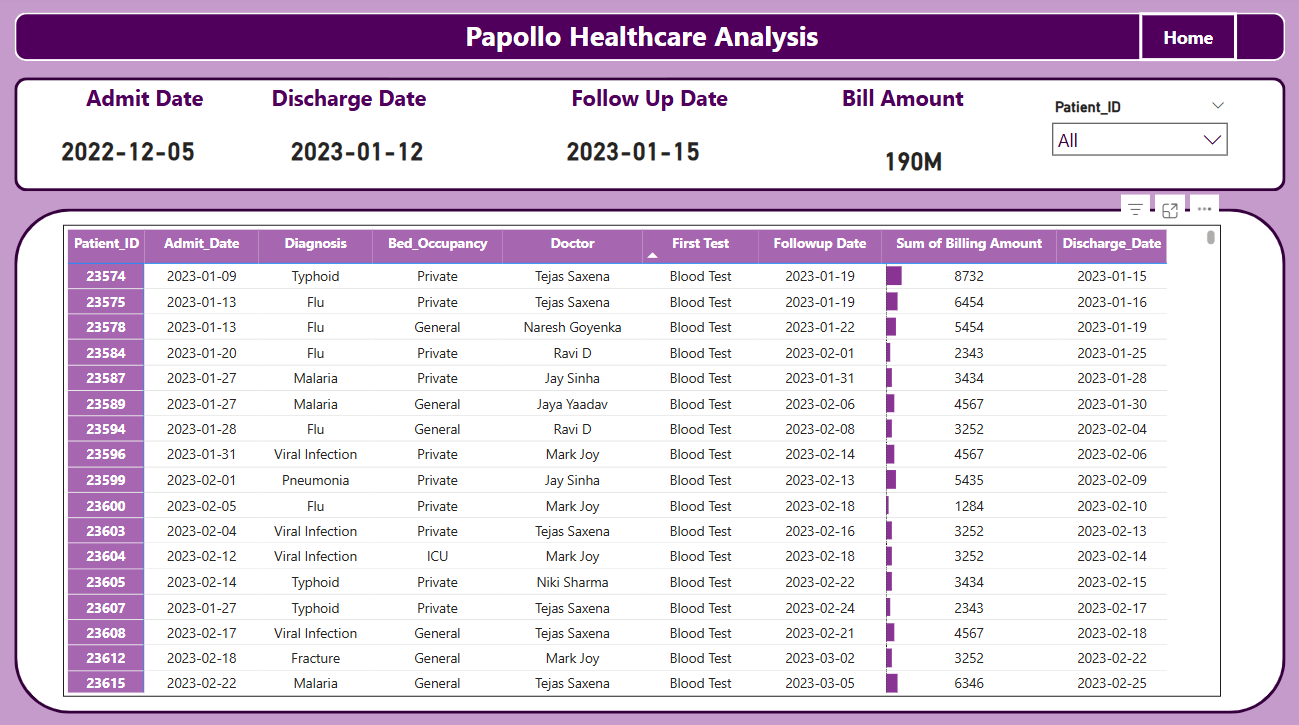 Papollo Healthcare Analysis Home
Admit Date Discharge Date Follow Up Date Bill Amount Patient_ID
2022-12-05 2023-01-12 2023-01-15 190M All
Patient_ID Admit_Date Diagnosis Bed_Occupancy Doctor First Test Followup Date Sum of Billing Amount Discharge_Date
23574 2023-01-09 Typhoid Private Tejas Saxena Blood Test 2023-01-19 8732 2023-01-15
23575 2023-01-13 Flu Private Tejas Saxena Blood Test 2023-01-19 6454 2023-01-16
23578 2023-01-13 Flu General Naresh Goyenka Blood Test 2023-01-22 5454 2023-01-19
23584 2023-01-20 Flu Private Ravi D Blood Test 2023-02-01 2343 2023-01-25
23587 2023-01-27 Malaria Private Jay Sinha Blood Test 2023-01-31 3434 2023-01-28
23589 2023-01-27 Malaria General Jaya Yaadav Blood Test 2023-02-06 4567 2023-01-30
23594 2023-01-28 Flu General Ravi D Blood Test 2023-02-08 3252 2023-02-04
23596 2023-01-31 Viral Infection Private Mark Joy Blood Test 2023-02-14 4567 2023-02-06
23599 2023-02-01 Pneumonia Private Jay Sinha Blood Test 2023-02-13 5435 2023-02-09
23600 2023-02-05 Flu Private Mark Joy Blood Test 2023-02-18 1284 2023-02-10
23603 2023-02-04 Viral Infection Private Tejas Saxena Blood Test 2023-02-16 3252 2023-02-13
23604 2023-02-12 Viral Infection ICU Mark Joy Blood Test 2023-02-18 3252 2023-02-14
23605 2023-02-14 Typhoid Private Niki Sharma Blood Test 2023-02-22 3434 2023-02-15
23607 2023-01-27 Typhoid Private Tejas Saxena Blood Test 2023-02-24 2343 2023-02-17
23608 2023-02-17 Viral Infection General Tejas Saxena Blood Test 2023-02-21 4567 2023-02-18
23612 2023-02-18 Fracture General Mark Joy Blood Test 2023-03-02 3252 2023-02-22
23615 2023-02-22 Malaria General Tejas Saxena Blood Test 2023-03-05 6346 2023-02-25